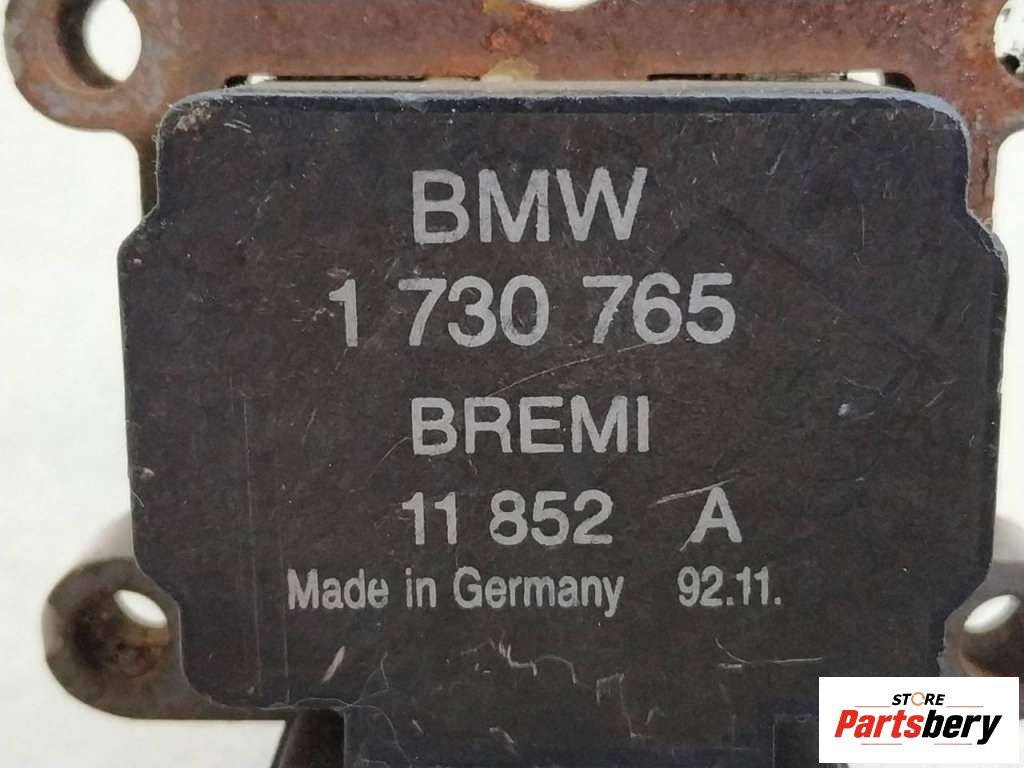 BMW
1 730 765
BREMI
11 852 A
Made in Germany 92.11.
STORE
Partsbery